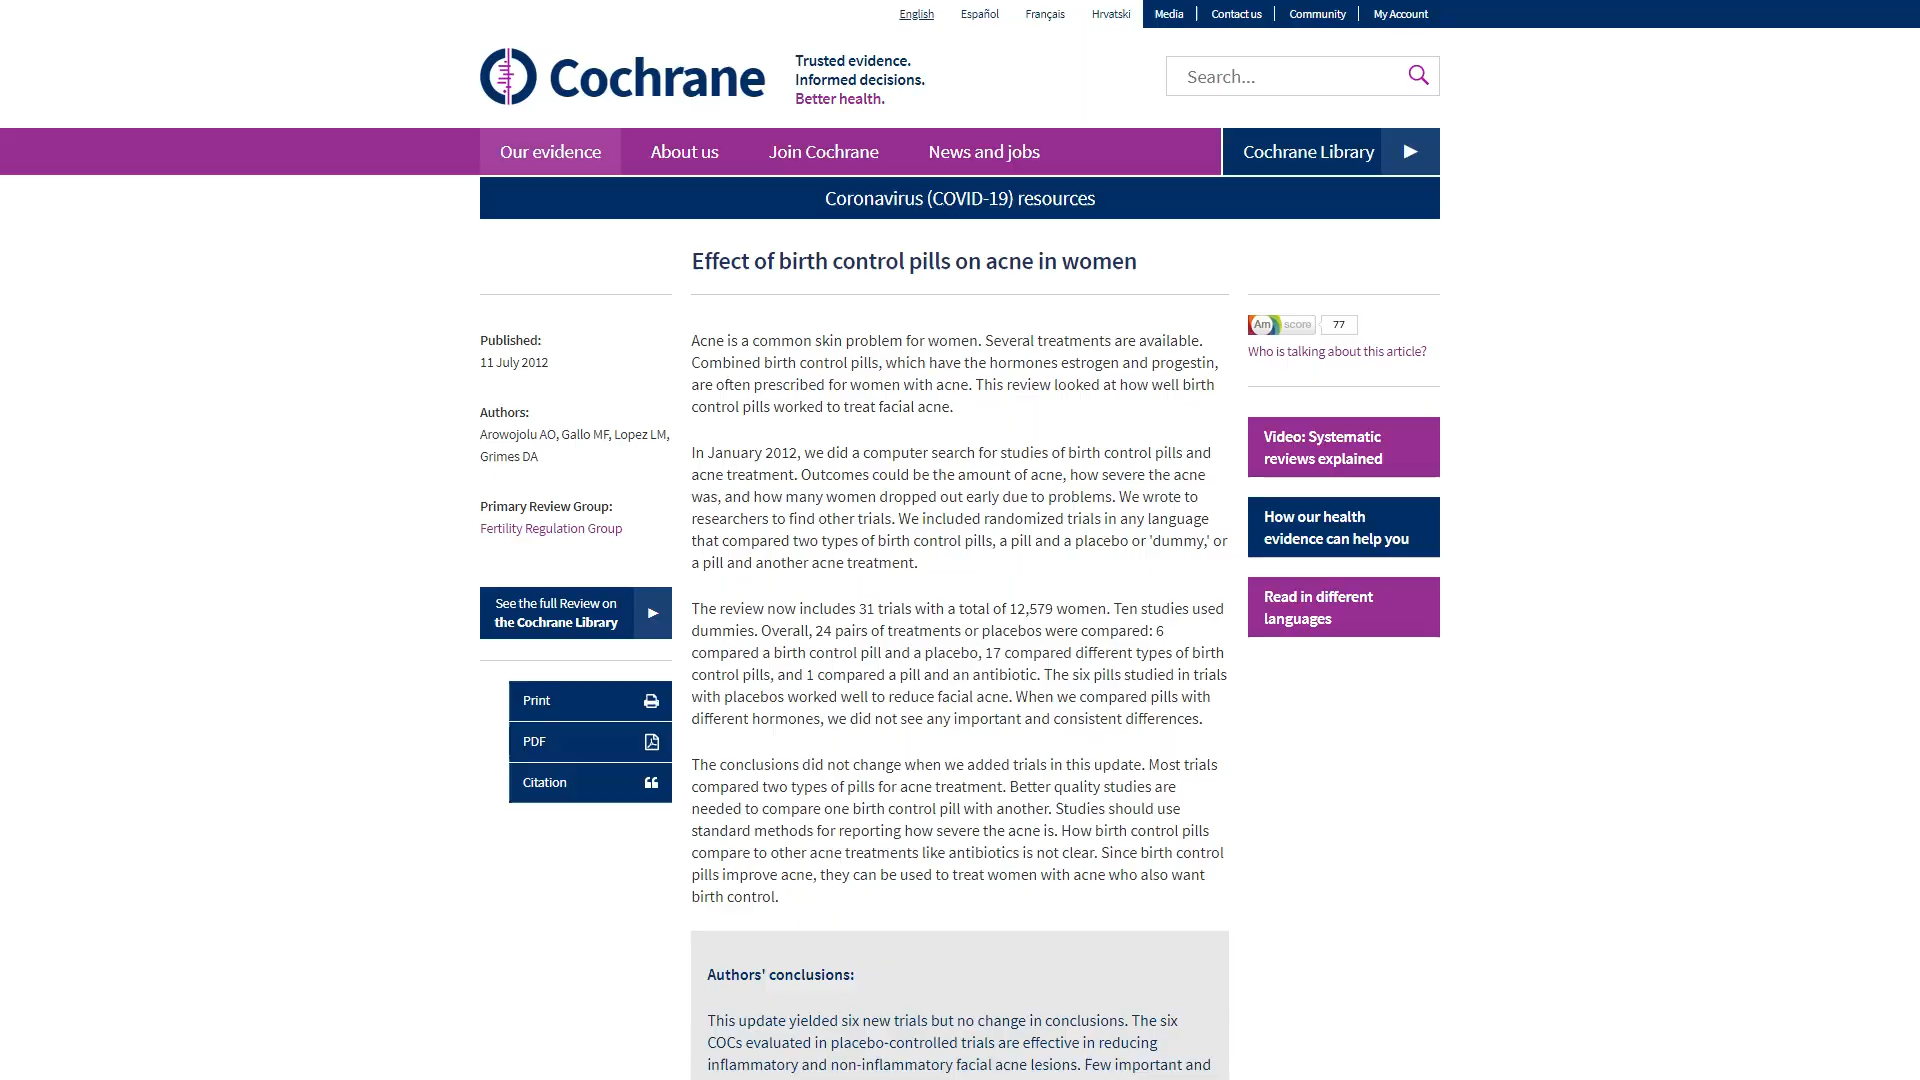 English
Español
Français
Hrvatski
Media
Contact us
Community
My Account
Cochrane
Trusted evidence.
Informed decisions.
Better health.
Search...
Our evidence
About us
Join Cochrane
News and jobs
Cochrane Library
Coronavirus (COVID-19) resources
Effect of birth control pills on acne in women
Published:
11 July 2012
Authors:
Arowojolu AO, Gallo MF, Lopez LM,
Grimes DA
Primary Review Group:
Fertility Regulation Group
See the full Review on
the Cochrane Library
Print
PDF
Citation
Acne is a common skin problem for women. Several treatments are available.
Combined birth control pills, which have the hormones estrogen and progestin,
are often prescribed for women with acne. This review looked at how well birth
control pills worked to treat facial acne.
In January 2012, we did a computer search for studies of birth control pills and
acne treatment. Outcomes could be the amount of acne, how severe the acne
was, and how many women dropped out early due to problems. We wrote to
researchers to find other trials. We included randomized trials in any language
that compared two types of birth control pills, a pill and a placebo or 'dummy,' or
a pill and another acne treatment.
The review now includes 31 trials with a total of 12,579 women. Ten studies used
dummies. Overall, 24 pairs of treatments or placebos were compared: 6
compared a birth control pill and a placebo, 17 compared different types of birth
control pills, and 1 compared a pill and an antibiotic. The six pills studied in trials
with placebos worked well to reduce facial acne. When we compared pills with
different hormones, we did not see any important and consistent differences.
The conclusions did not change when we added trials in this update. Most trials
compared two types of pills for acne treatment. Better quality studies are
needed to compare one birth control pill with another. Studies should use
standard methods for reporting how severe the acne is. How birth control pills
compare to other acne treatments like antibiotics is not clear. Since birth control
pills improve acne, they can be used to treat women with acne who also want
birth control.
Authors' conclusions:
This update yielded six new trials but no change in conclusions. The six
COCs evaluated in placebo-controlled trials are effective in reducing
inflammatory and non-inflammatory facial acne lesions. Few important and
Am score 77
Who is talking about this article?
Video: Systematic
reviews explained
How our health
evidence can help you
Read in different
languages